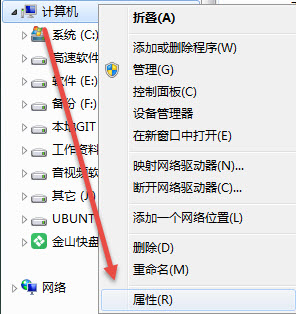 计算机
系统 (C:)
高速软件
软件 (E:)
备份 (F:)
本地GIT
工作资料
音视频软
其它 (J)
UBUNT
金山快盘
网络
折叠(A)
添加或删除程序(W)
管理(G)
控制面板(C)
设备管理器
在新窗口中打开(E)
映射网络驱动器(N)...
断开网络驱动器(C)...
添加一个网络位置(L)
删除(D)
重命名(M)
属性(R)